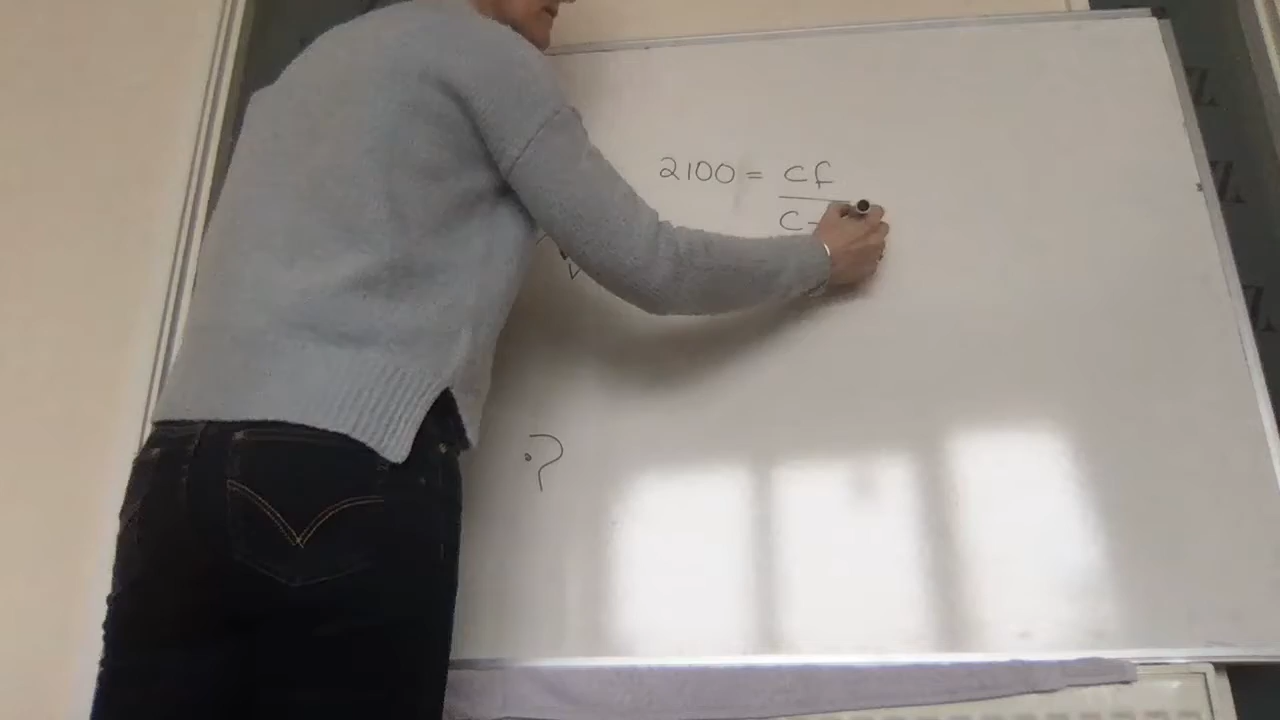 2100 = cf
c-
?